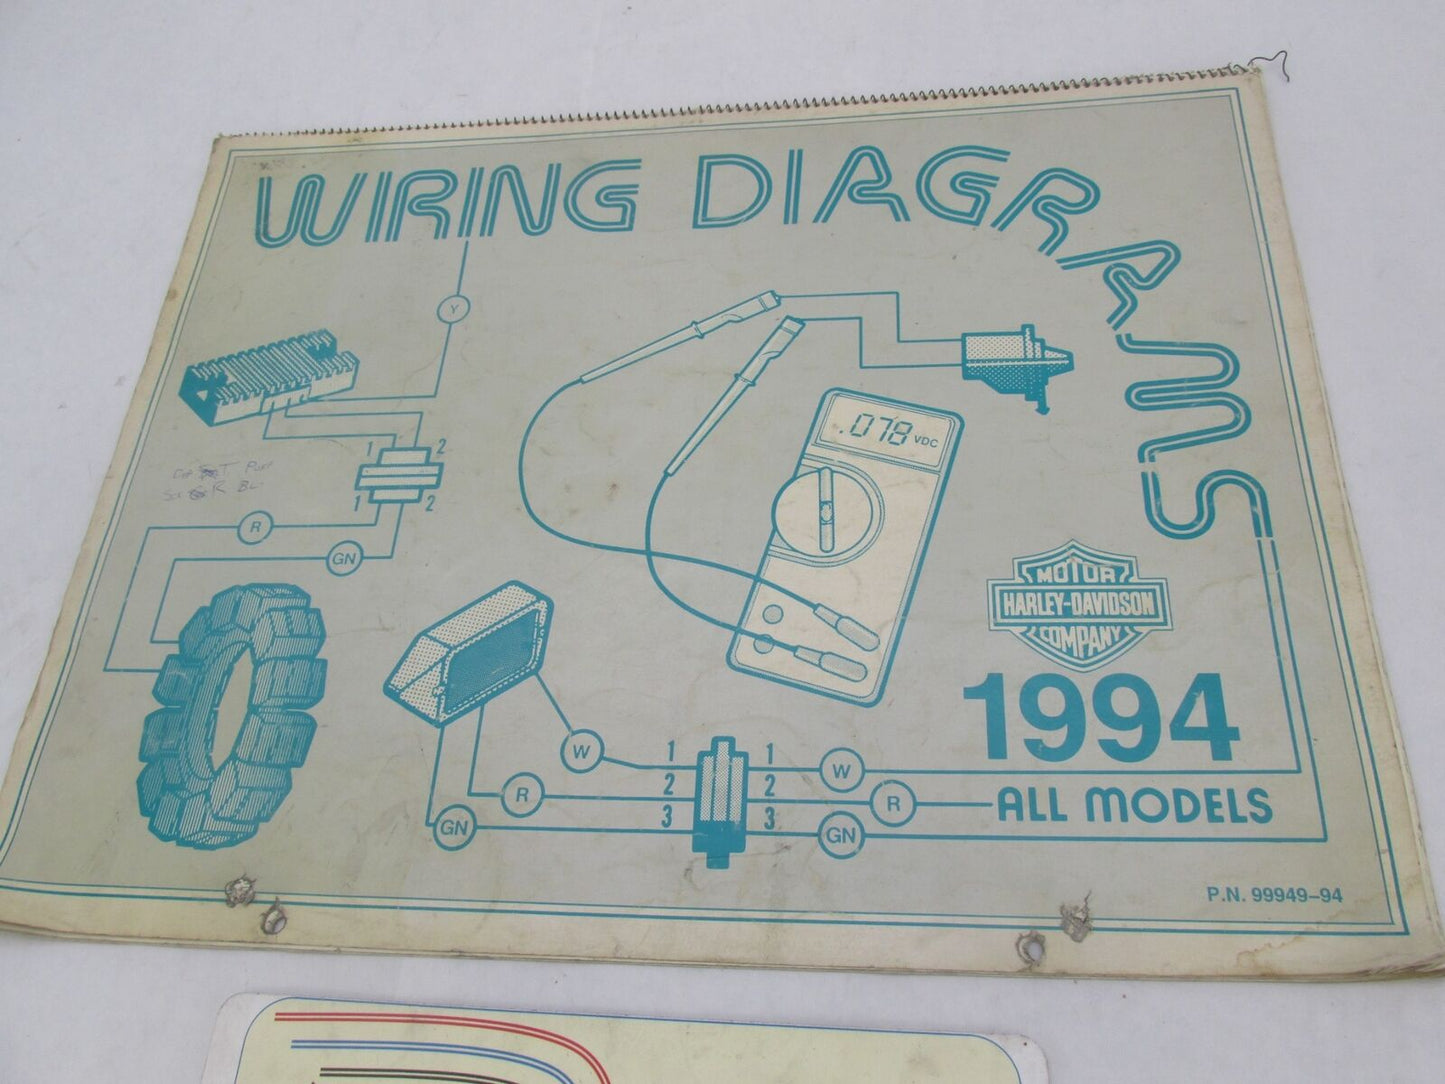 WIRING DIAGRAMS
Y
.078 VDC
1 2
1 2
R
GN
MOTOR
HARLEY-DAVIDSON
COMPANY
1994
W
1 1
W
R
2 2
R
ALL MODELS
GN
3 3
GN
P.N. 99949-94